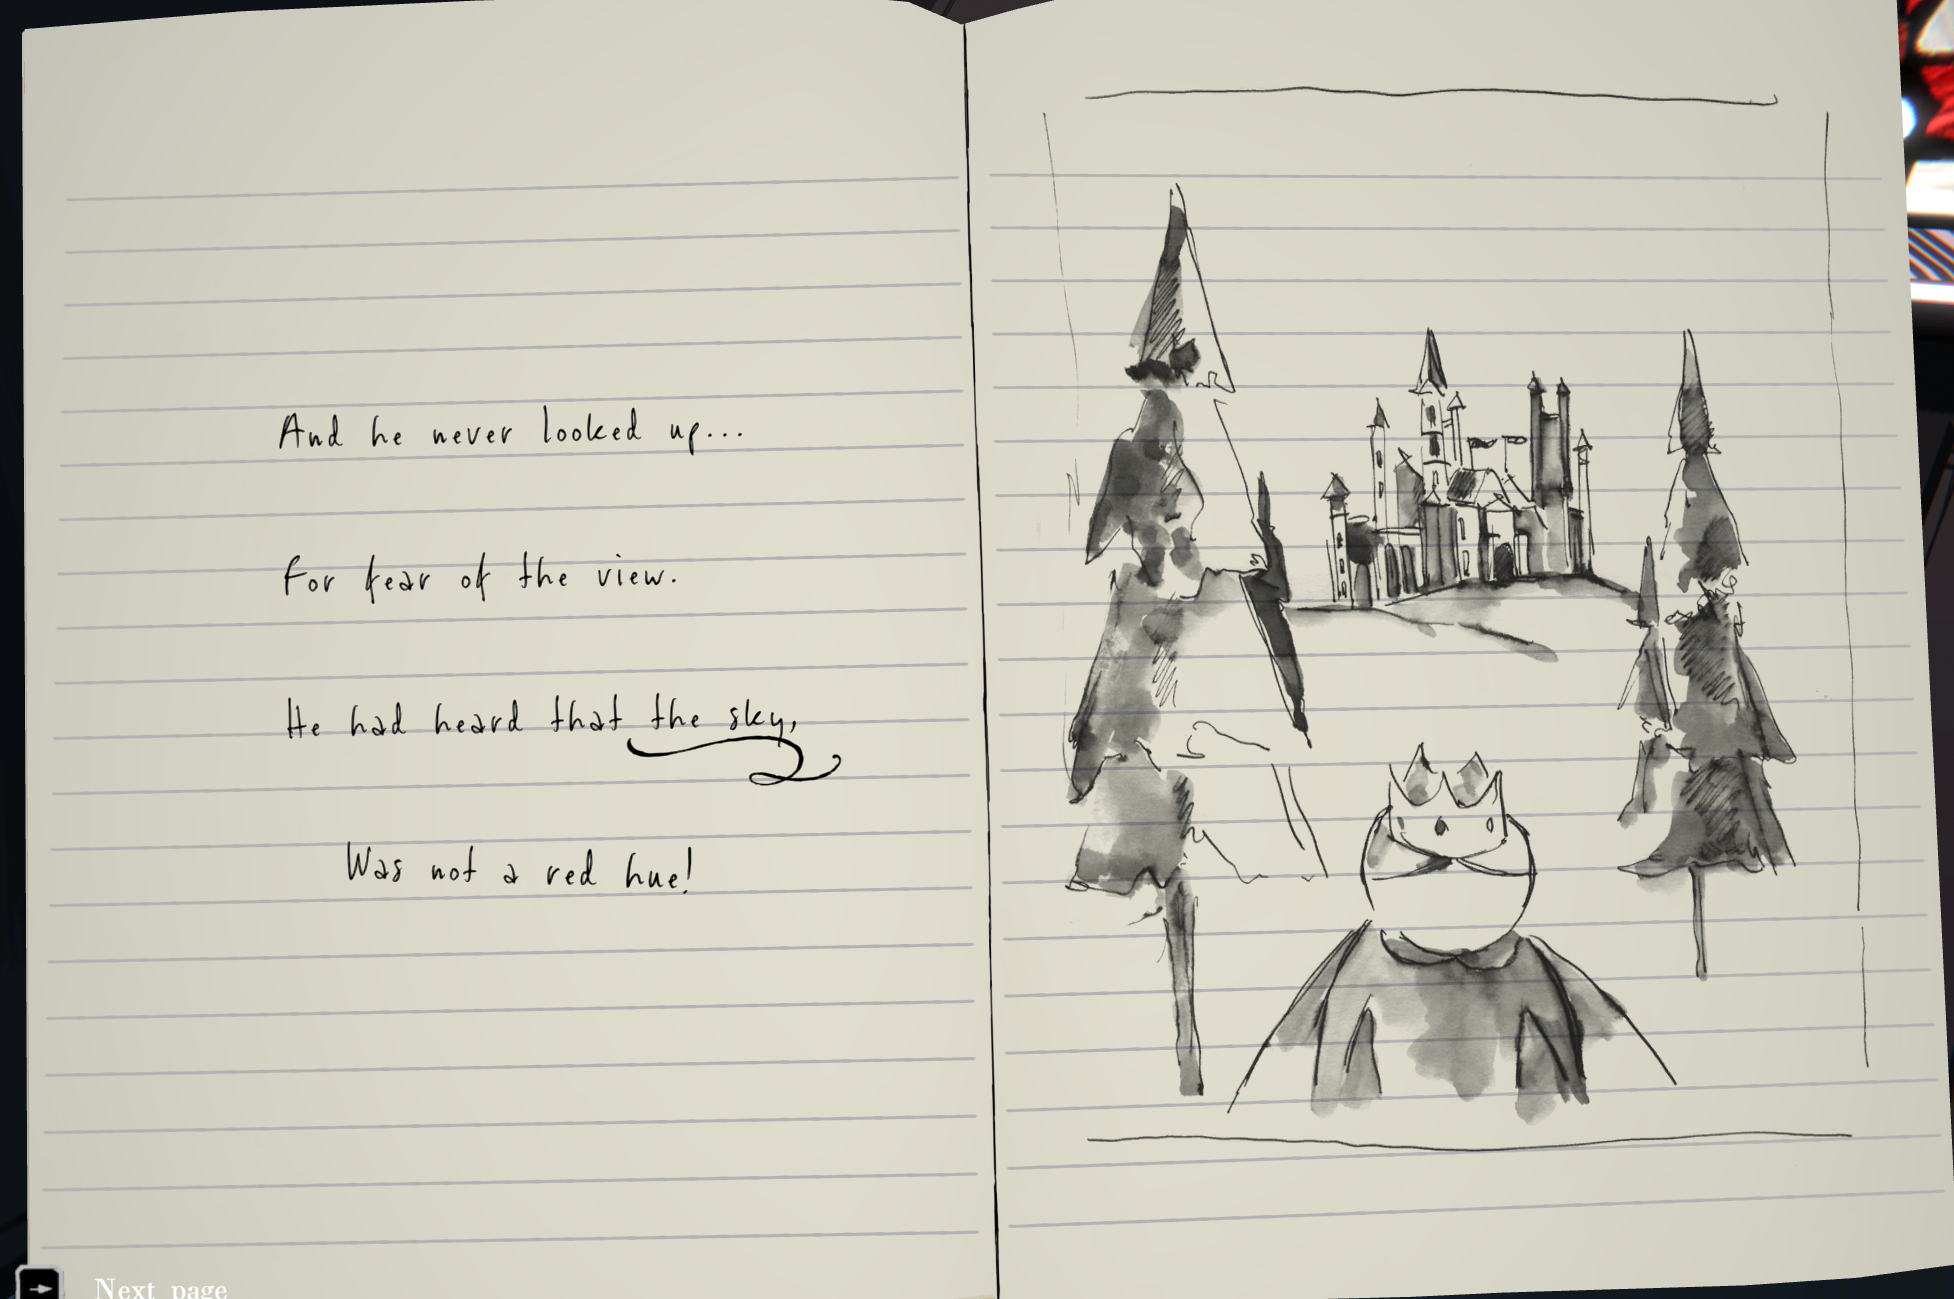 And he never looked up...
For fear of the view.
He had heard that the sky,
Was not a red hue!
Next page